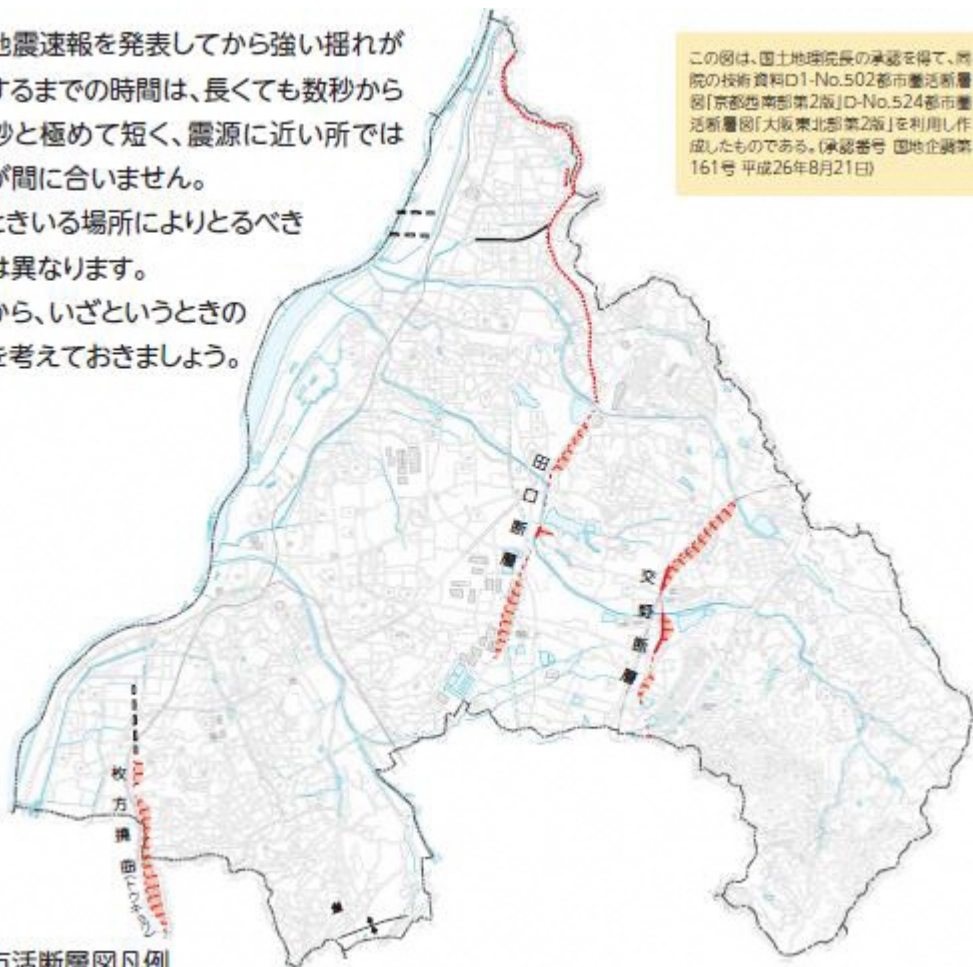 地震速報を発表してから強い揺れが
するまでの時間は、長くても数秒から
秒と極めて短く、震源に近い所では
が間に合いません。
ときいる場所によりとるべき
は異なります。
から、いざというときの
を考えておきましょう。
この図は、国土地理院長の承認を得て、同
院の技術資料D1-No.502都市圏活断層
図「京都西南部第2版」D-No.524都市圏
活断層図「大阪東北部第2版」を利用し作
成したものである。(承認番号 国地企調第
161号 平成26年8月21日)
田口断層
交野断層
枚方撓曲
市活断層図凡例